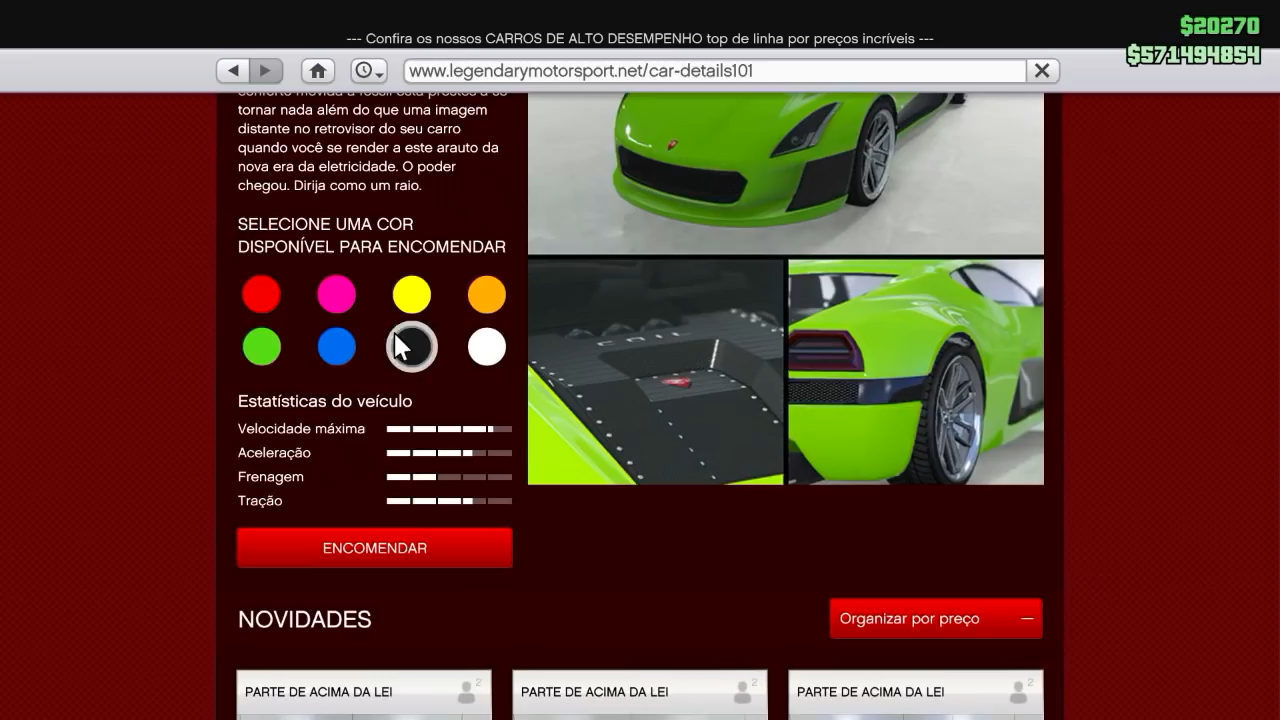 $20270
--- Confira os nossos CARROS DE ALTO DESEMPENHO top de linha por preços incríveis ---
$571494854
www.legendarymotorsport.net/car-details101
tornar nada além do que uma imagem
distante no retrovisor do seu carro
quando você se render a este arauto da
nova era da eletricidade. O poder
chegou. Dirija como um raio.
SELECIONE UMA COR
DISPONÍVEL PARA ENCOMENDAR
COIL
Estatísticas do veículo
Velocidade máxima
Aceleração
Frenagem
Tração
ENCOMENDAR
NOVIDADES
Organizar por preço
PARTE DE ACIMA DA LEI 2
PARTE DE ACIMA DA LEI 2
PARTE DE ACIMA DA LEI 2